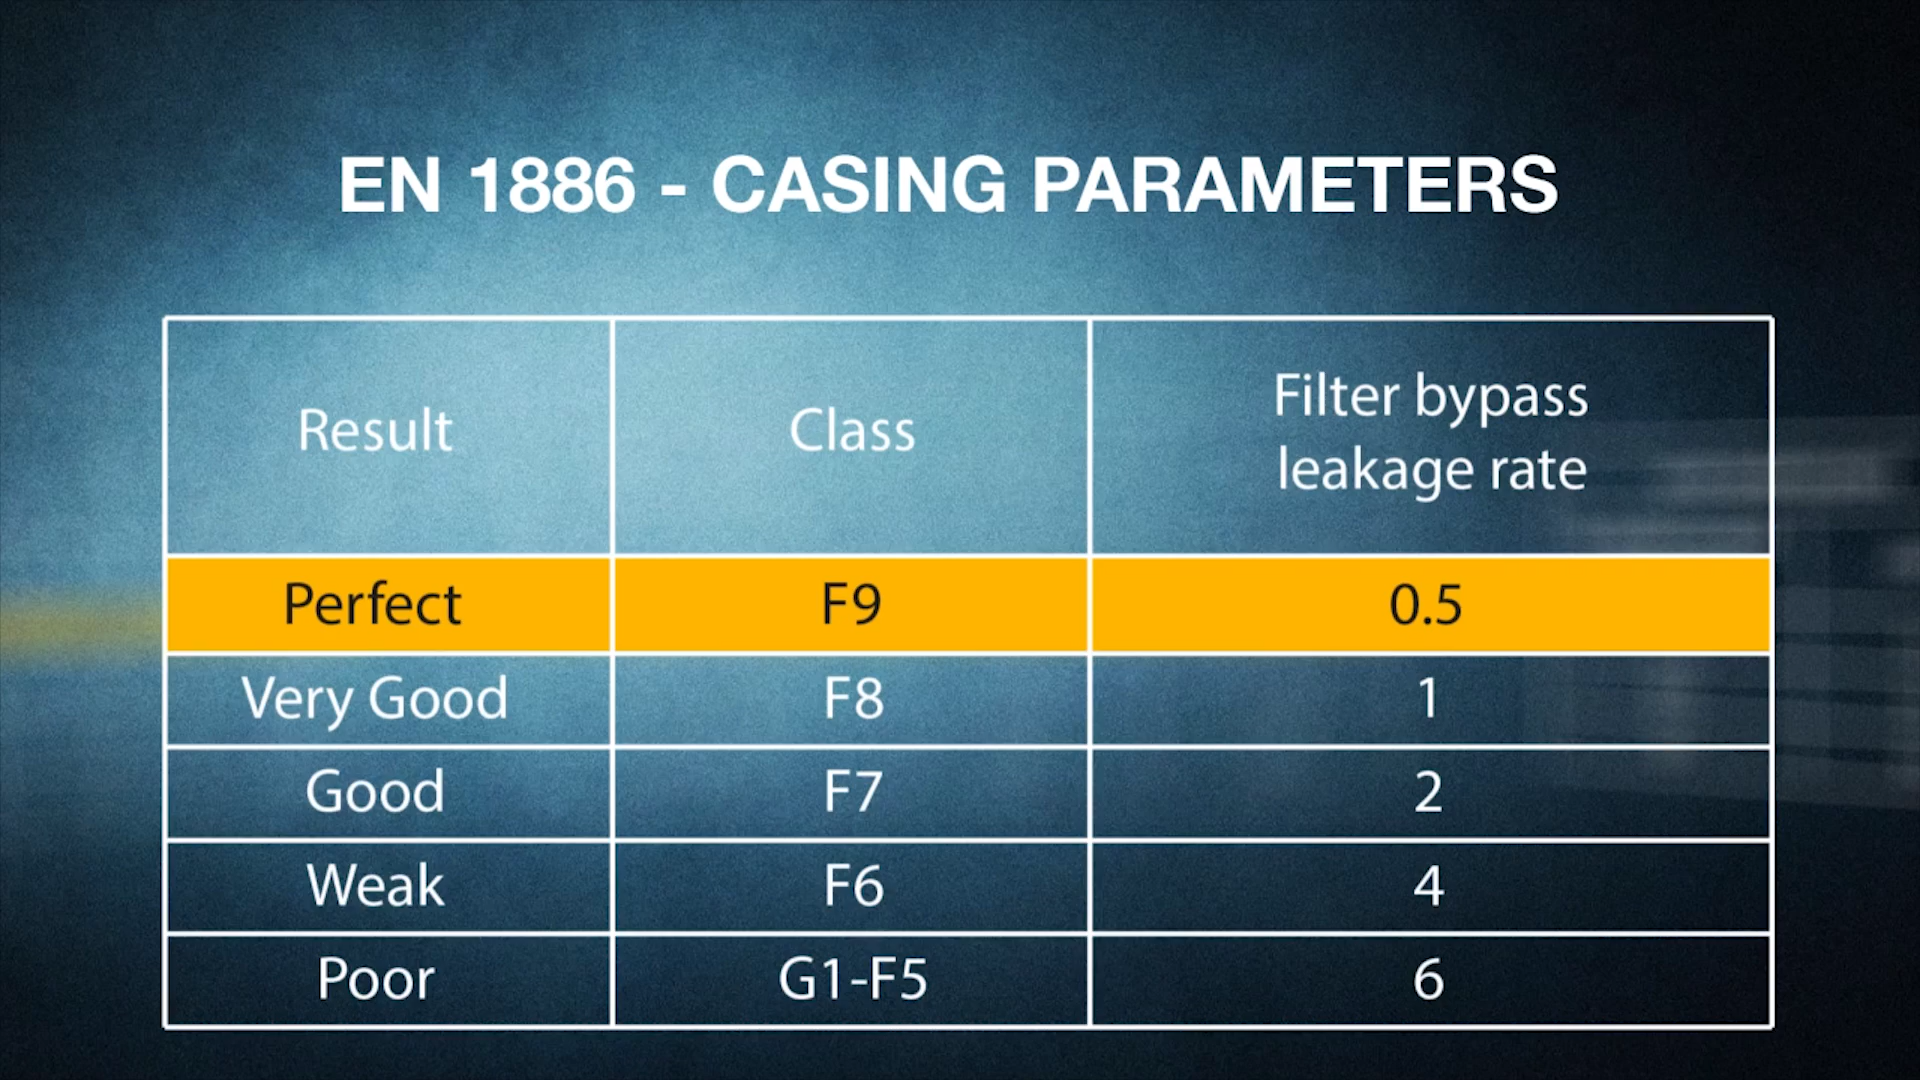 EN 1886 - CASING PARAMETERS
Result Class Filter bypass
leakage rate
Perfect F9 0.5
Very Good F8 1
Good F7 2
Weak F6 4
Poor G1-F5 6